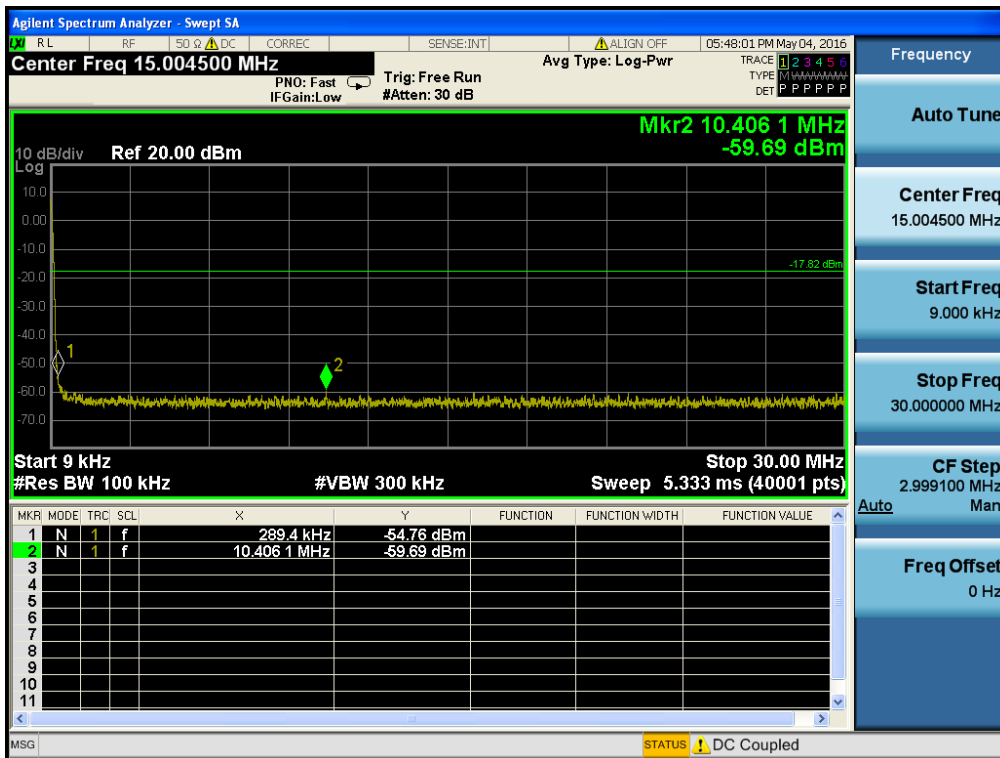 Agilent Spectrum Analyzer - Swept SA
LXI RL RF 50 Ω DC CORREC SENSE:INT ALIGN OFF 05:48:01 PM May 04, 2016
Center Freq 15.004500 MHz
PNO: Fast
IFGain:Low
Trig: Free Run
#Atten: 30 dB
Avg Type: Log-Pwr
TRACE 1 2 3 4 5 6
TYPE M WWWWW
DET P P P P P P
Mkr2 10.406 1 MHz
-59.69 dBm
10 dB/div Ref 20.00 dBm
Log
10.0
0.00
-10.0
-17.82 dBm
-20.0
-30.0
-40.0
-50.0
-60.0
-70.0
1
2
Start 9 kHz Stop 30.00 MHz
#Res BW 100 kHz #VBW 300 kHz Sweep 5.333 ms (40001 pts)
MKR MODE TRC SCL X Y FUNCTION FUNCTION WIDTH FUNCTION VALUE
1 N 1 f 289.4 kHz -54.76 dBm
2 N 1 f 10.406 1 MHz -59.69 dBm
3
4
5
6
7
8
9
10
11
MSG STATUS DC Coupled
Frequency
Auto Tune
Center Freq
15.004500 MHz
Start Freq
9.000 kHz
Stop Freq
30.000000 MHz
CF Step
2.999100 MHz
Auto Man
Freq Offset
0 Hz